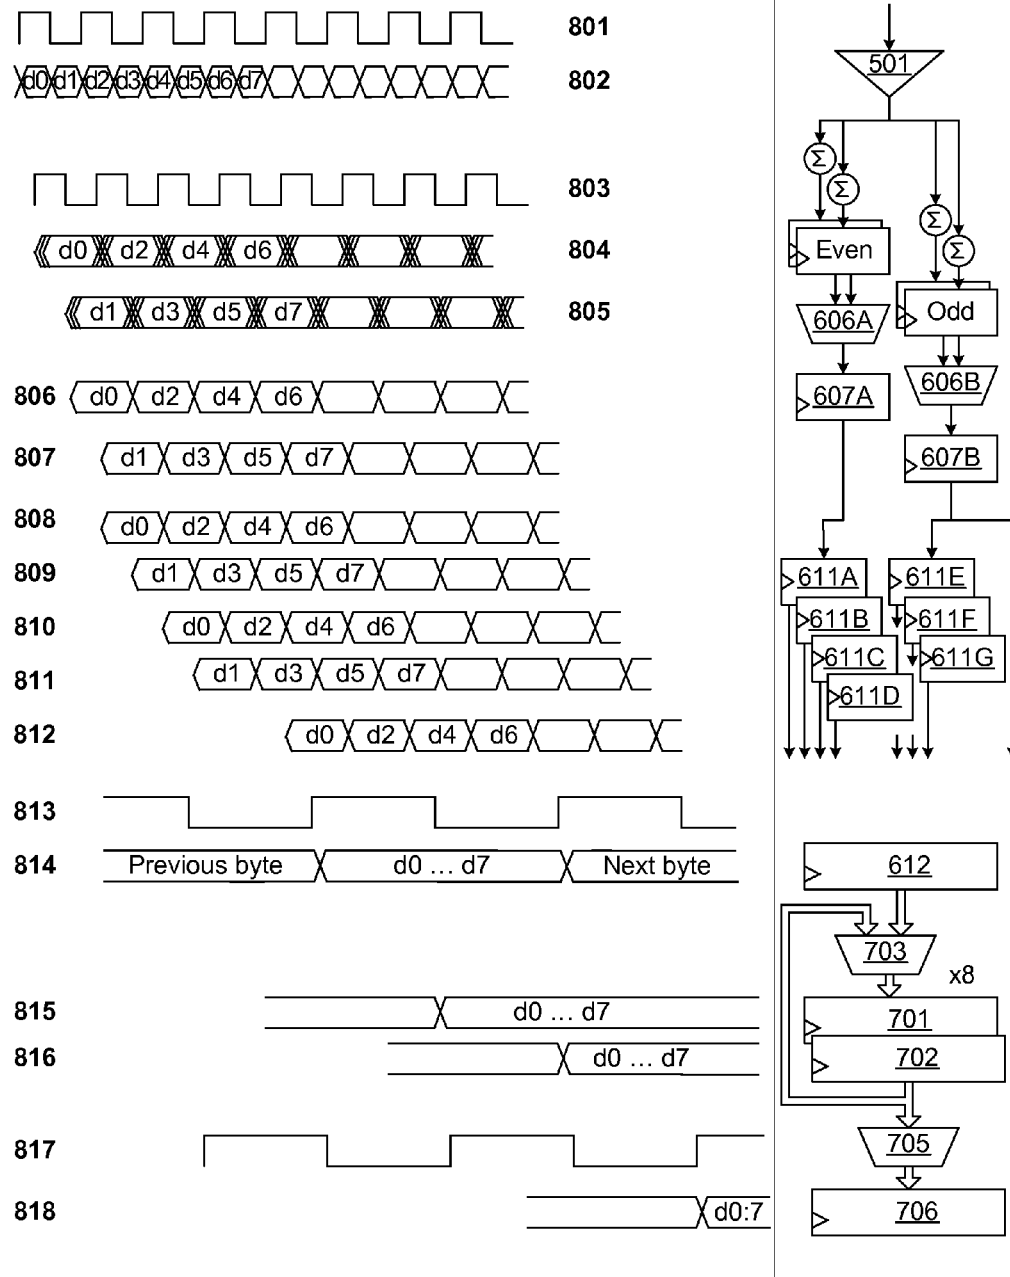 801
d0 d1 d2 d3 d4 d5 d6 d7 802
501
Σ
Σ
803
Σ
d0 d2 d4 d6 804
Even
Σ
d1 d3 d5 d7 805
606A
Odd
806 d0 d2 d4 d6
607A
606B
807 d1 d3 d5 d7
607B
808 d0 d2 d4 d6
809 d1 d3 d5 d7
611A 611E
810 d0 d2 d4 d6
611B 611F
811 d1 d3 d5 d7
611C 611G
611D
812 d0 d2 d4 d6
813
814 Previous byte d0 ... d7 Next byte
612
703
x8
815 d0 ... d7
701
816 d0 ... d7
702
817
705
818 d0:7
706